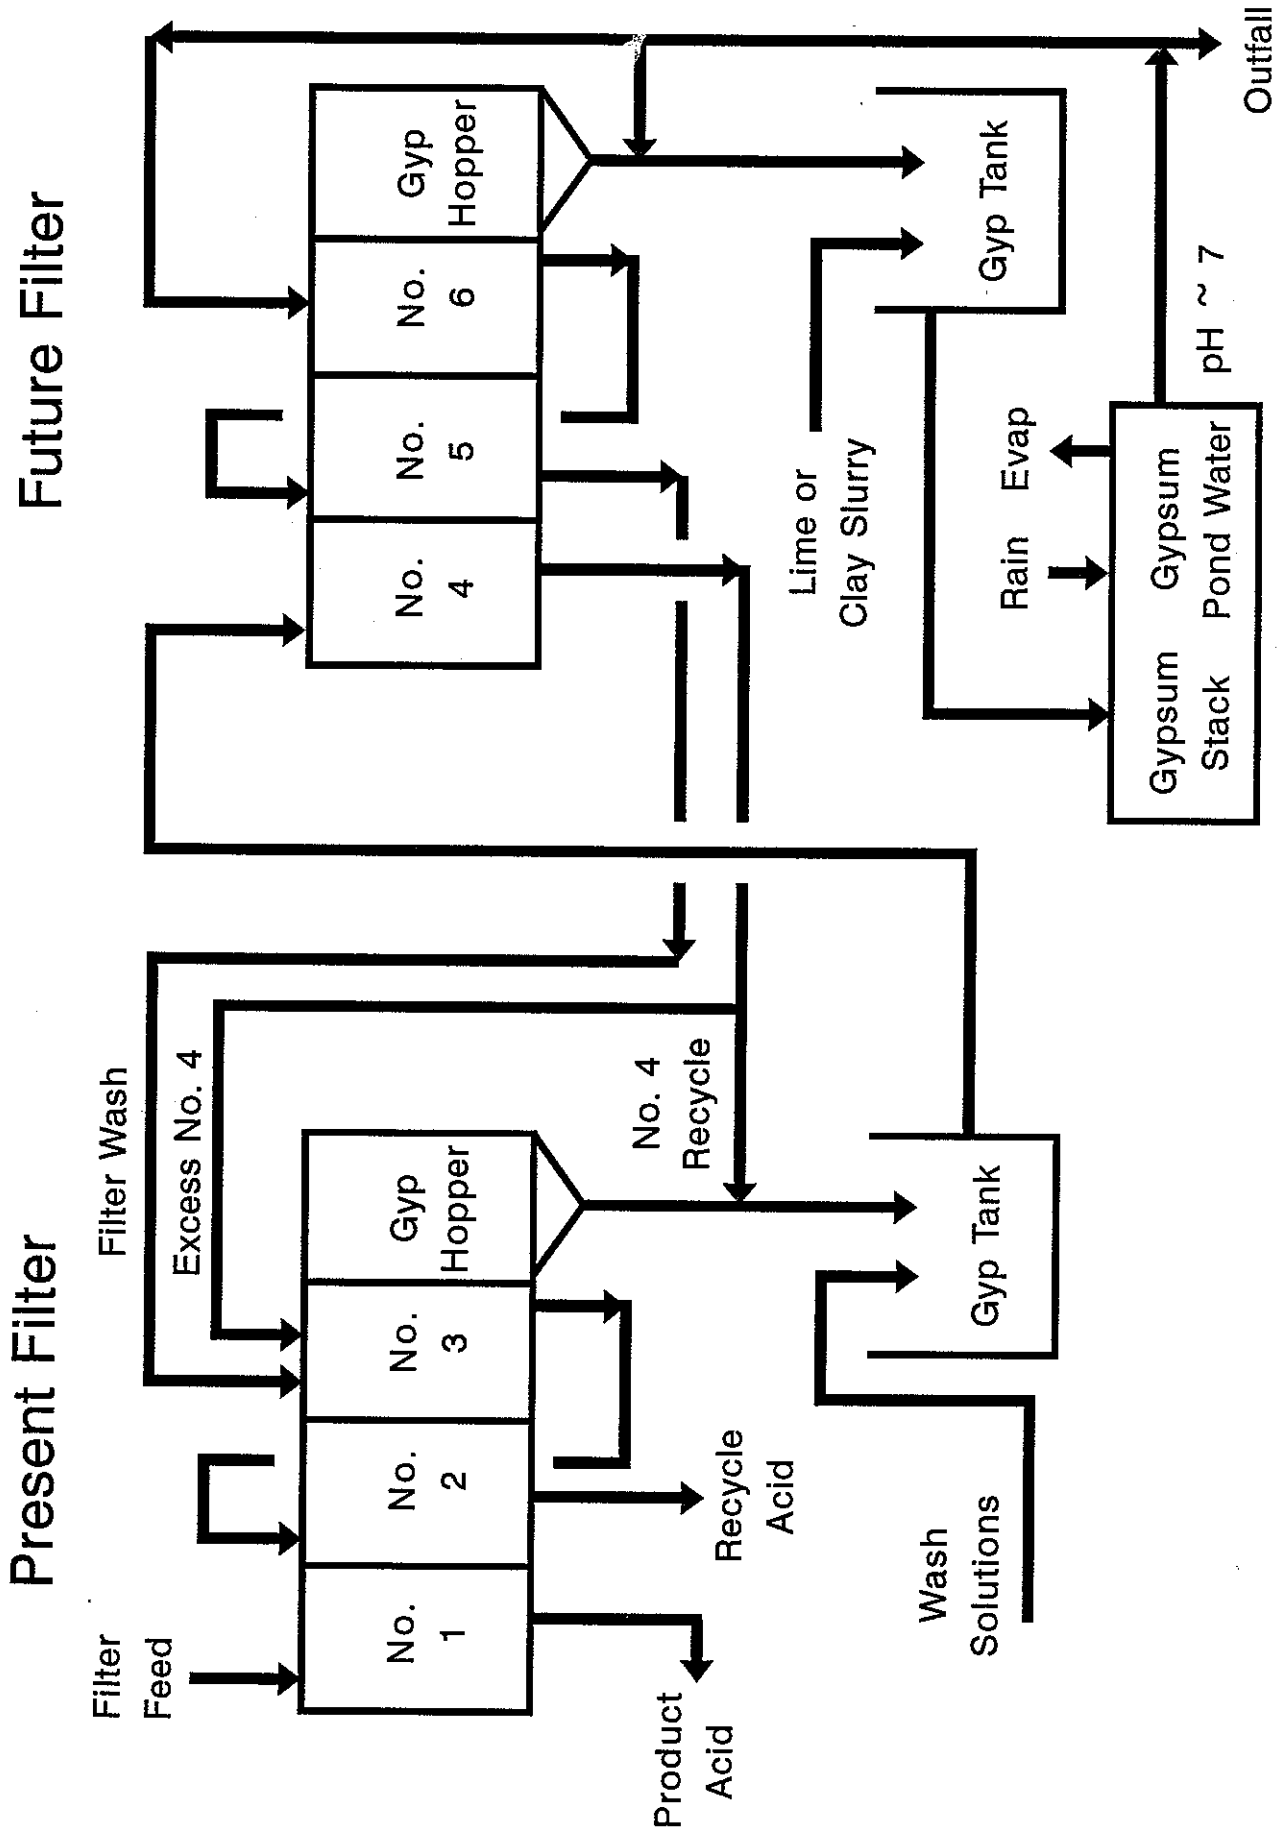 Present Filter
Future Filter
Filter
Feed
Filter Wash
Excess No. 4
No.
1
No.
2
No.
3
Gyp
Hopper
No.
4
No.
5
No.
6
Gyp
Hopper
Product
Acid
Recycle
Acid
No. 4
Recycle
Wash
Solutions
Gyp Tank
Lime or
Clay Slurry
Gyp Tank
Rain
Evap
Gypsum
Stack
Gypsum
Pond Water
pH ~ 7
Outfall